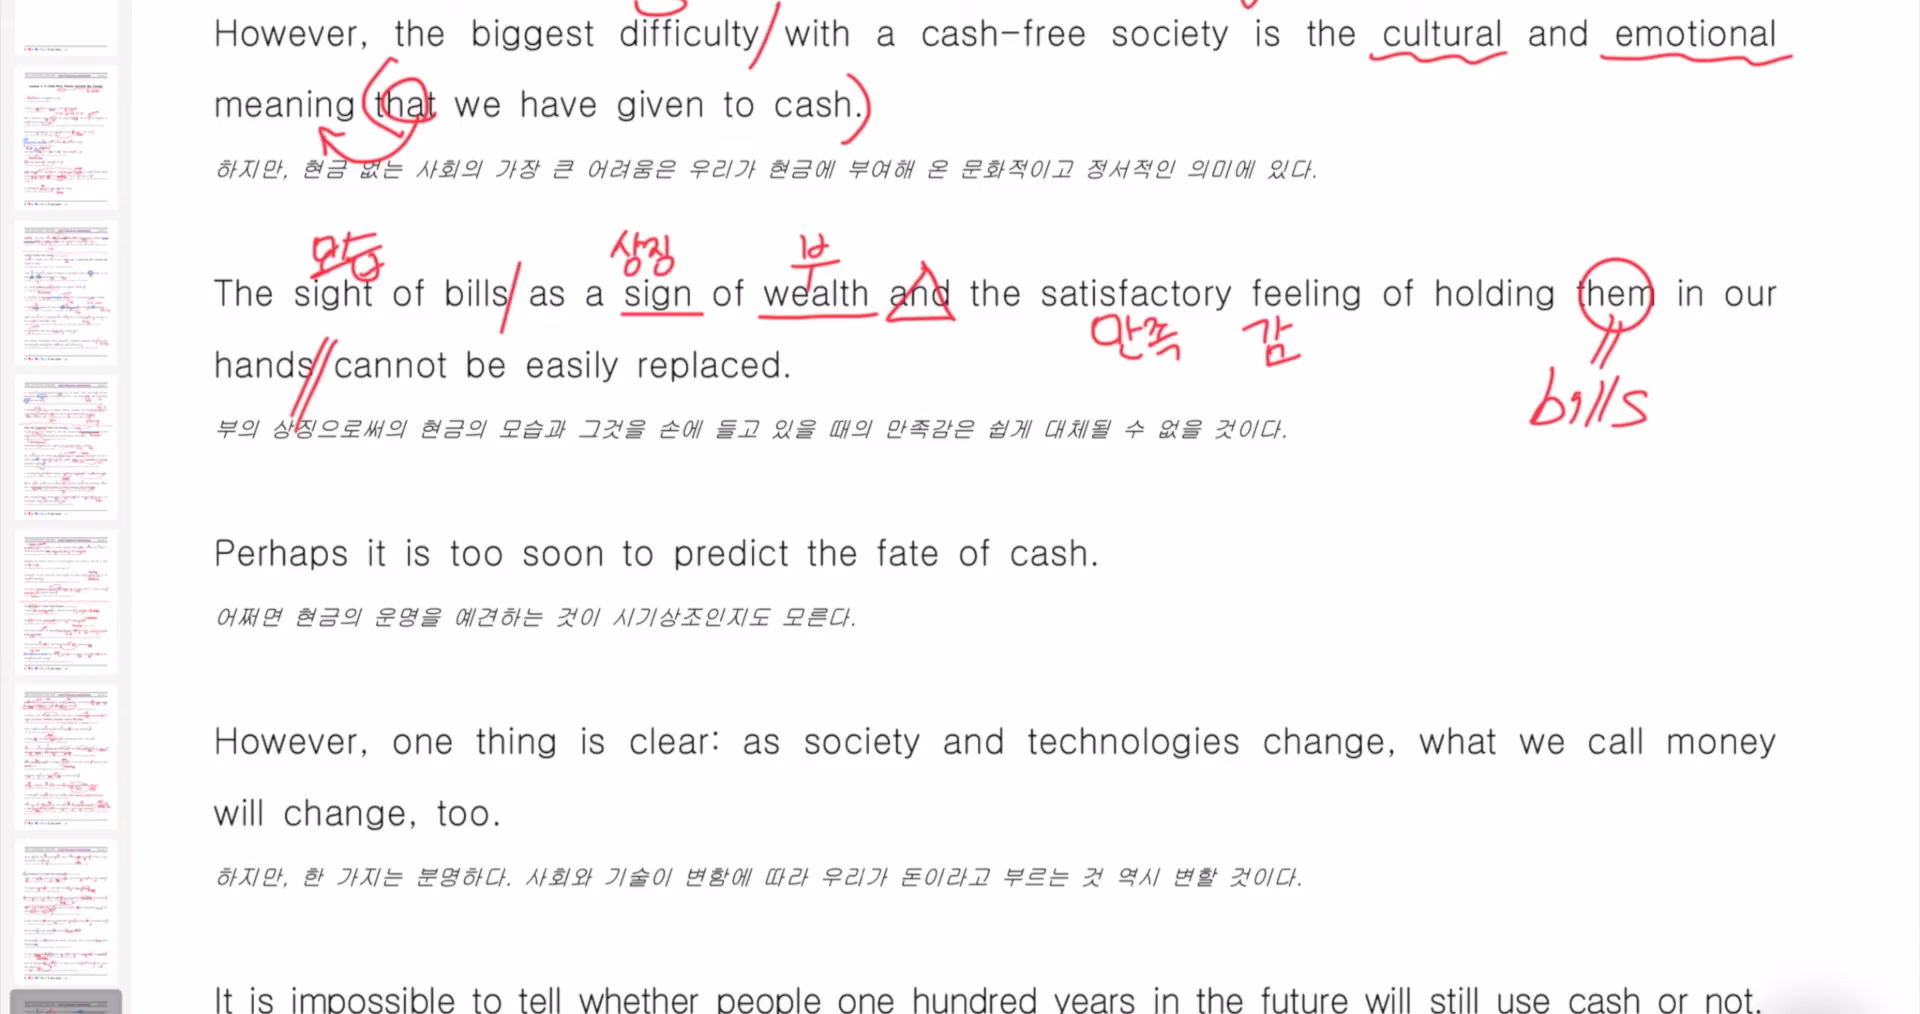 However, the biggest difficulty with a cash-free society is the cultural and emotional
meaning that we have given to cash.
하지만, 현금 없는 사회의 가장 큰 어려움은 우리가 현금에 부여해 온 문화적이고 정서적인 의미에 있다.
모습 상징 부
The sight of bills as a sign of wealth and the satisfactory feeling of holding them in our
만족 감
hands cannot be easily replaced.
bills
부의 상징으로써의 현금의 모습과 그것을 손에 들고 있을 때의 만족감은 쉽게 대체될 수 없을 것이다.
Perhaps it is too soon to predict the fate of cash.
어쩌면 현금의 운명을 예견하는 것이 시기상조인지도 모른다.
However, one thing is clear: as society and technologies change, what we call money
will change, too.
하지만, 한 가지는 분명하다. 사회와 기술이 변함에 따라 우리가 돈이라고 부르는 것 역시 변할 것이다.
It is impossible to tell whether people one hundred years in the future will still use cash or not.